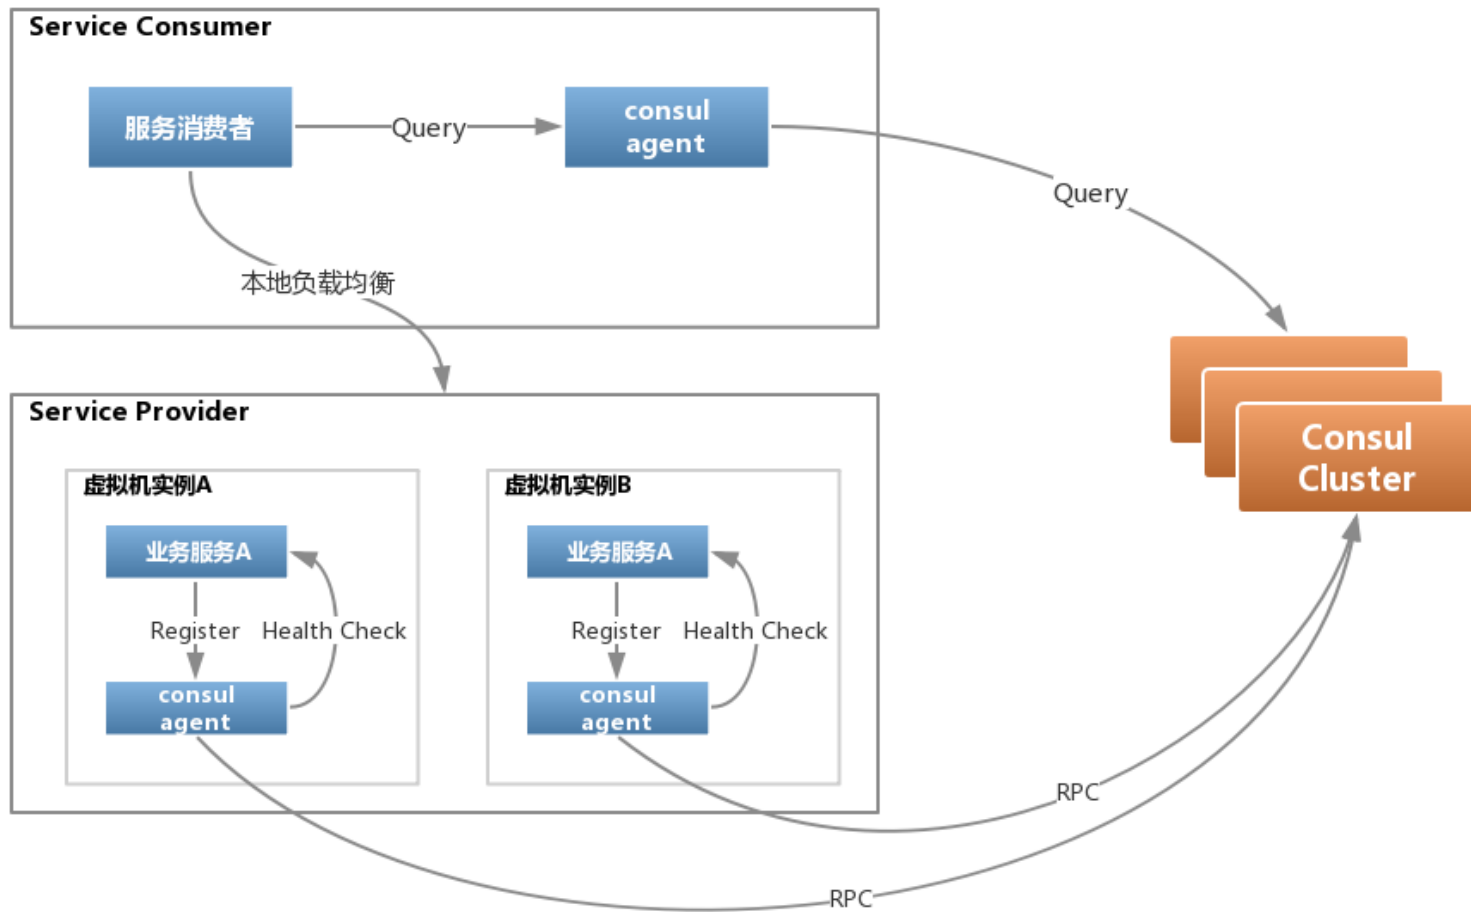 Service Consumer
服务消费者
Query
consul
agent
Query
本地负载均衡
Consul
Cluster
Service Provider
虚拟机实例A
业务服务A
Register
Health Check
consul
agent
虚拟机实例B
业务服务A
Register
Health Check
consul
agent
RPC
RPC